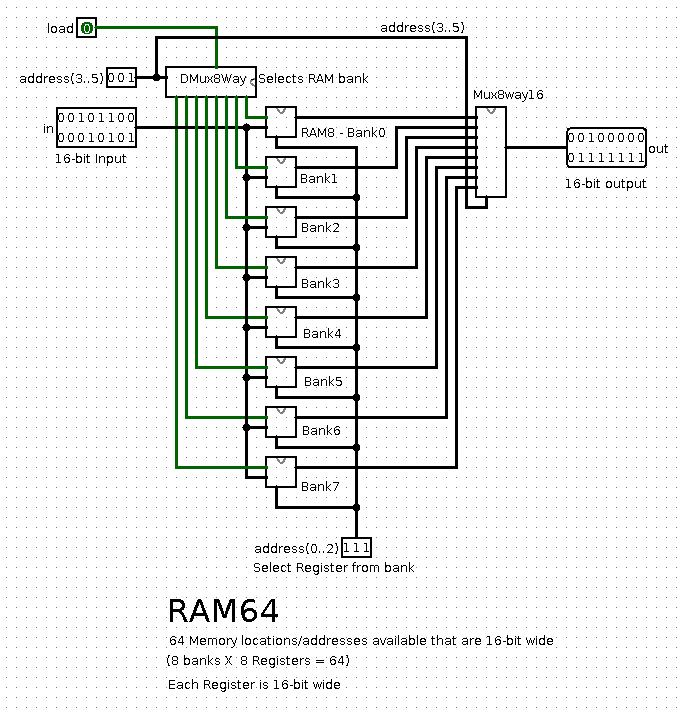 load 0
address(3..5)
address(3..5) 001
DMux8Way
Selects RAM bank
Mux8way16
in
00101100
00010101
16-bit Input
RAM8 - Bank0
00100000
01111111
out
16-bit output
Bank1
Bank2
Bank3
Bank4
Bank5
Bank6
Bank7
address(0..2) 111
Select Register from bank
RAM64
64 Memory locations/addresses available that are 16-bit wide
(8 banks X 8 Registers = 64)
Each Register is 16-bit wide